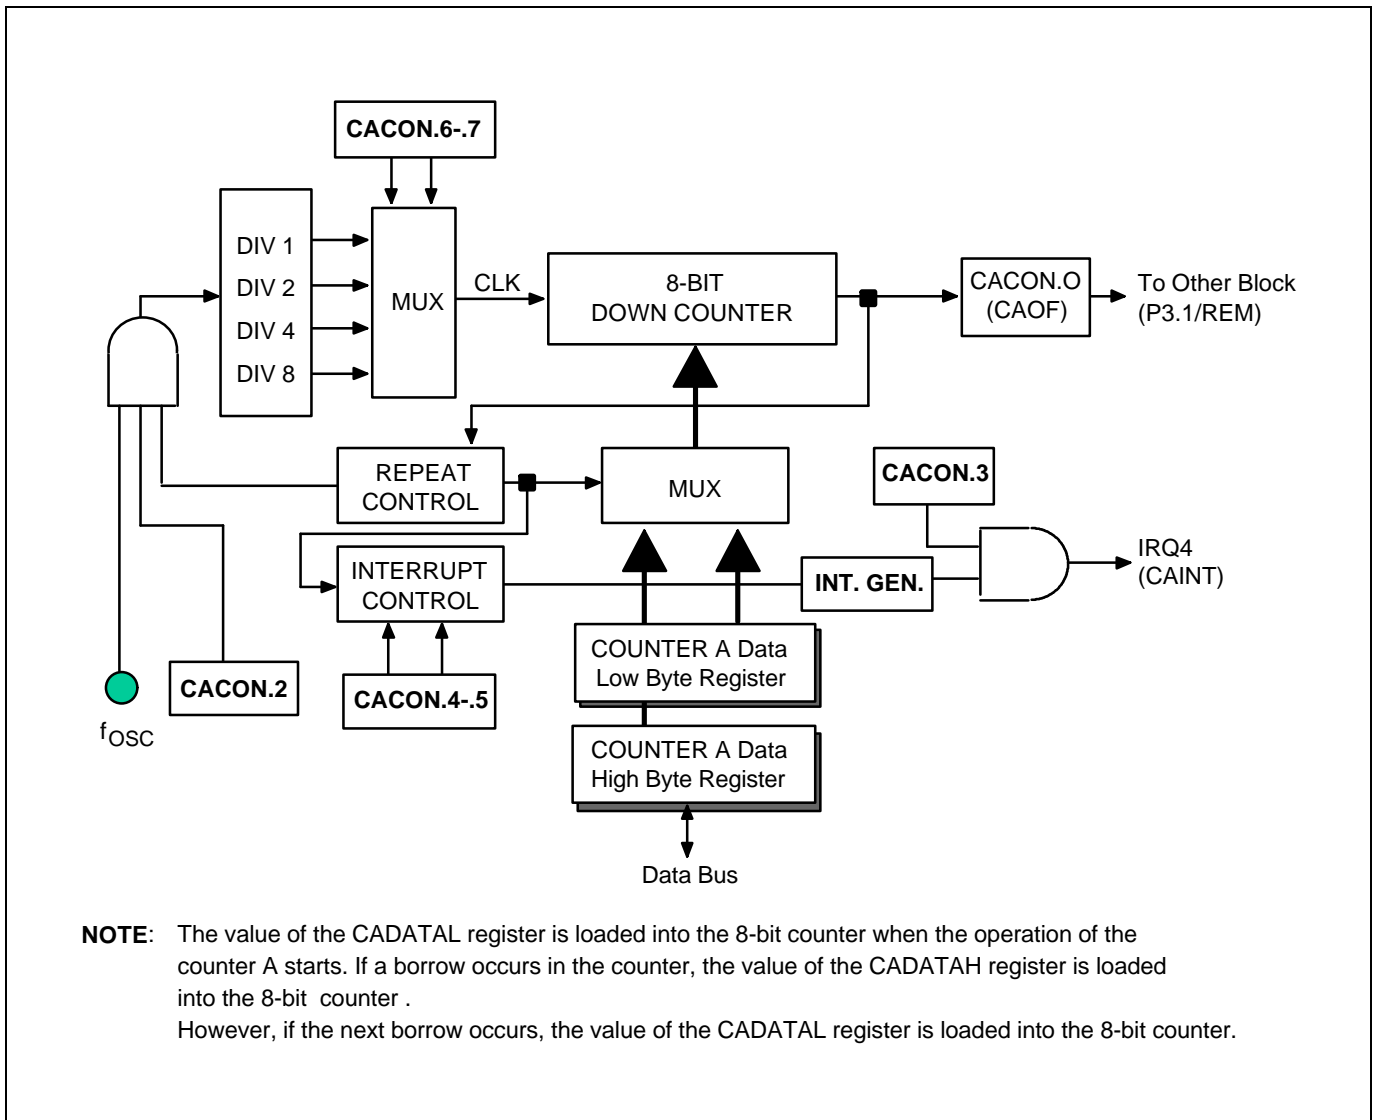 CACON.6-.7
DIV 1
DIV 2
DIV 4
DIV 8
MUX
CLK
8-BIT
DOWN COUNTER
CACON.O
(CAOF)
To Other Block
(P3.1/REM)
REPEAT
CONTROL
MUX
CACON.3
INTERRUPT
CONTROL
INT. GEN.
IRQ4
(CAINT)
COUNTER A Data
Low Byte Register
CACON.2
CACON.4-.5
fOSC
COUNTER A Data
High Byte Register
Data Bus
NOTE: The value of the CADATAL register is loaded into the 8-bit counter when the operation of the
counter A starts. If a borrow occurs in the counter, the value of the CADATAH register is loaded
into the 8-bit counter .
However, if the next borrow occurs, the value of the CADATAL register is loaded into the 8-bit counter.